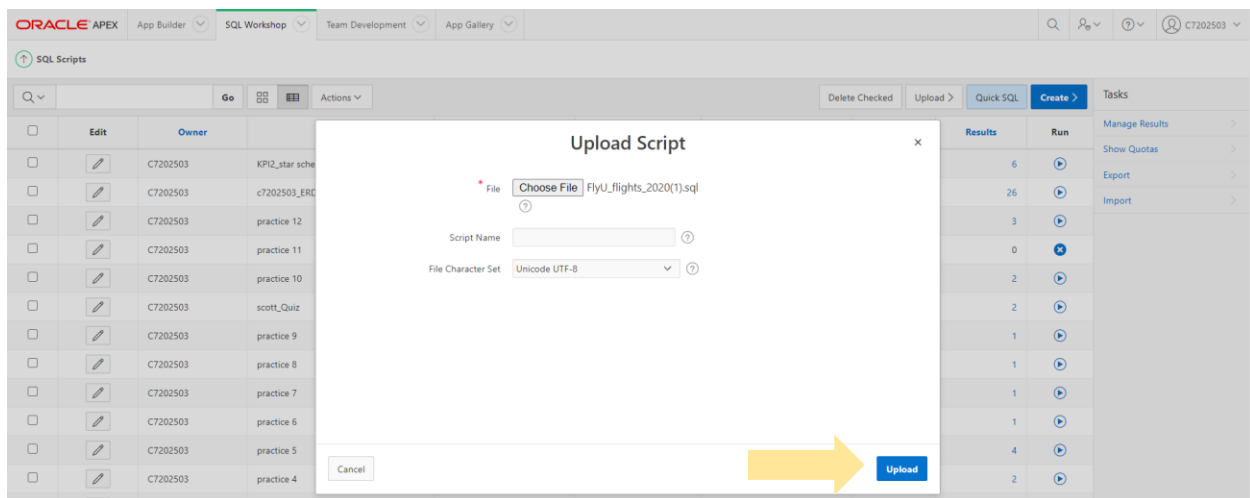 ORACLE APEX App Builder SQL Workshop Team Development App Gallery C7202503
SQL Scripts
Go Actions Delete Checked Upload > Quick SQL Create > Tasks
Edit Owner Results Run Manage Results
Show Quotas
Export
Import
Upload Script
* File Choose File FlyU_flights_2020(1).sql
Script Name
File Character Set Unicode UTF-8
Cancel Upload
C7202503 KPI2_star sche 6
C7202503 c7202503_ERD 26
C7202503 practice 12 3
C7202503 practice 11 0
C7202503 practice 10 2
C7202503 scott_Quiz 2
C7202503 practice 9 1
C7202503 practice 8 1
C7202503 practice 7 1
C7202503 practice 6 1
C7202503 practice 5 4
C7202503 practice 4 2